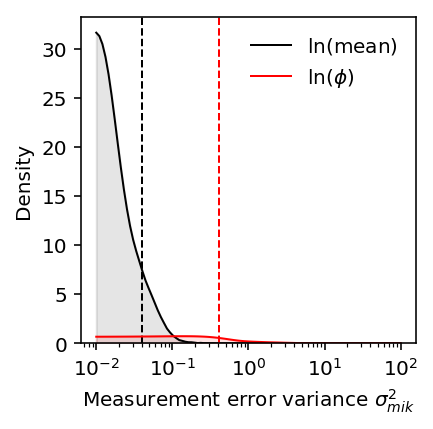 Density
30
25
20
15
10
5
0
ln(mean)
ln(ϕ)
10⁻² 10⁻¹ 10⁰ 10¹ 10²
Measurement error variance σ²ₘᵢₖ